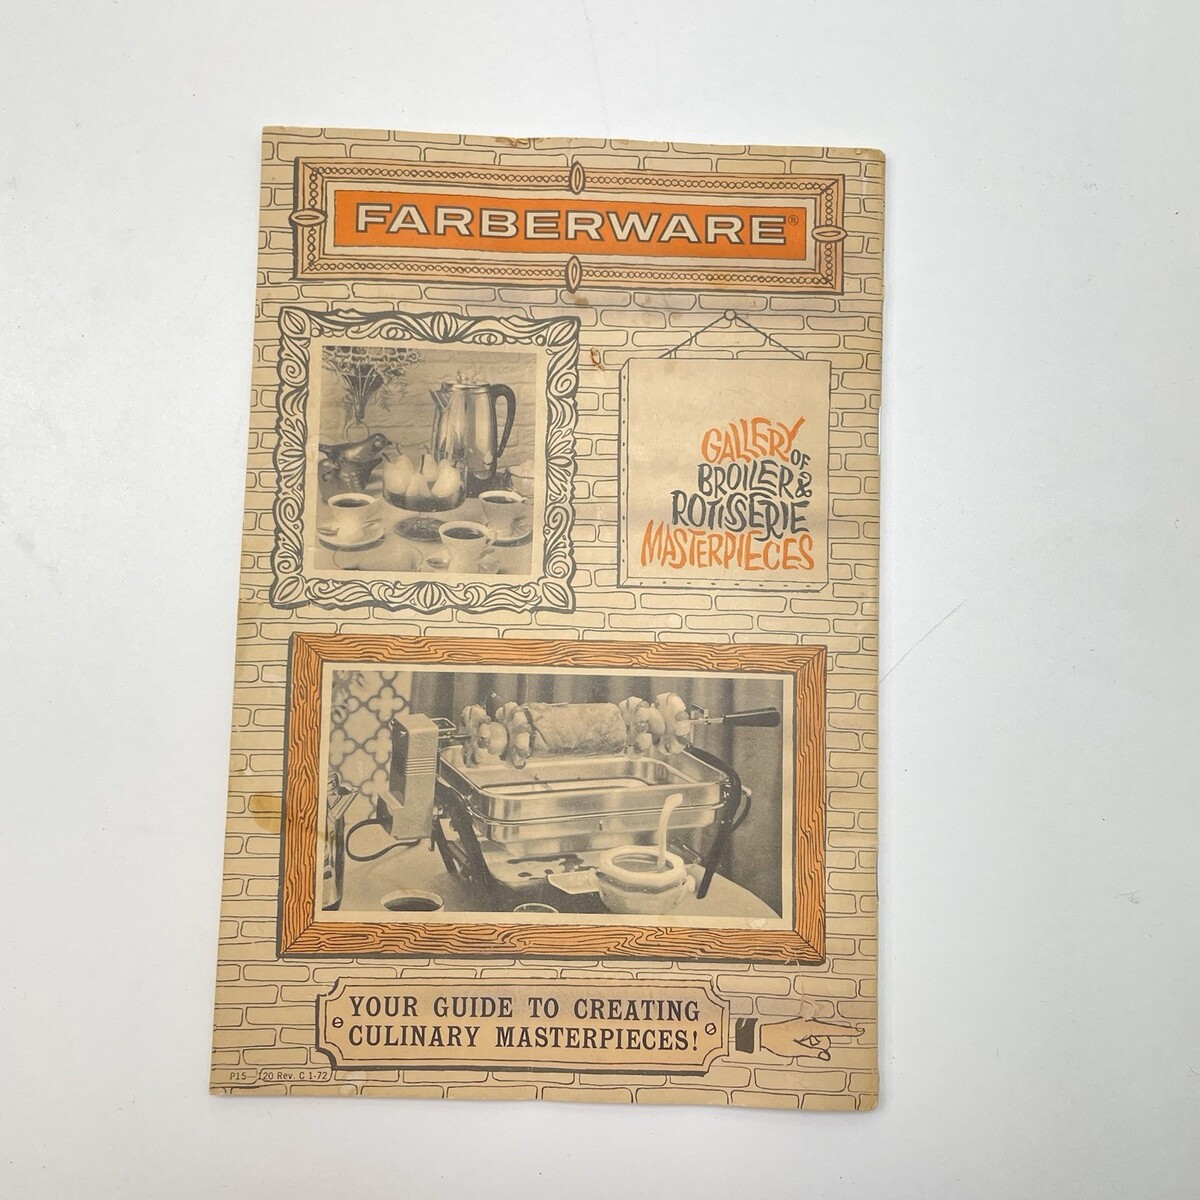 FARBERWARE®
GALLERY
OF
BROILER &
ROTISSERIE
MASTERPIECES
YOUR GUIDE TO CREATING
CULINARY MASTERPIECES!
P15—120 Rev. C 1-72